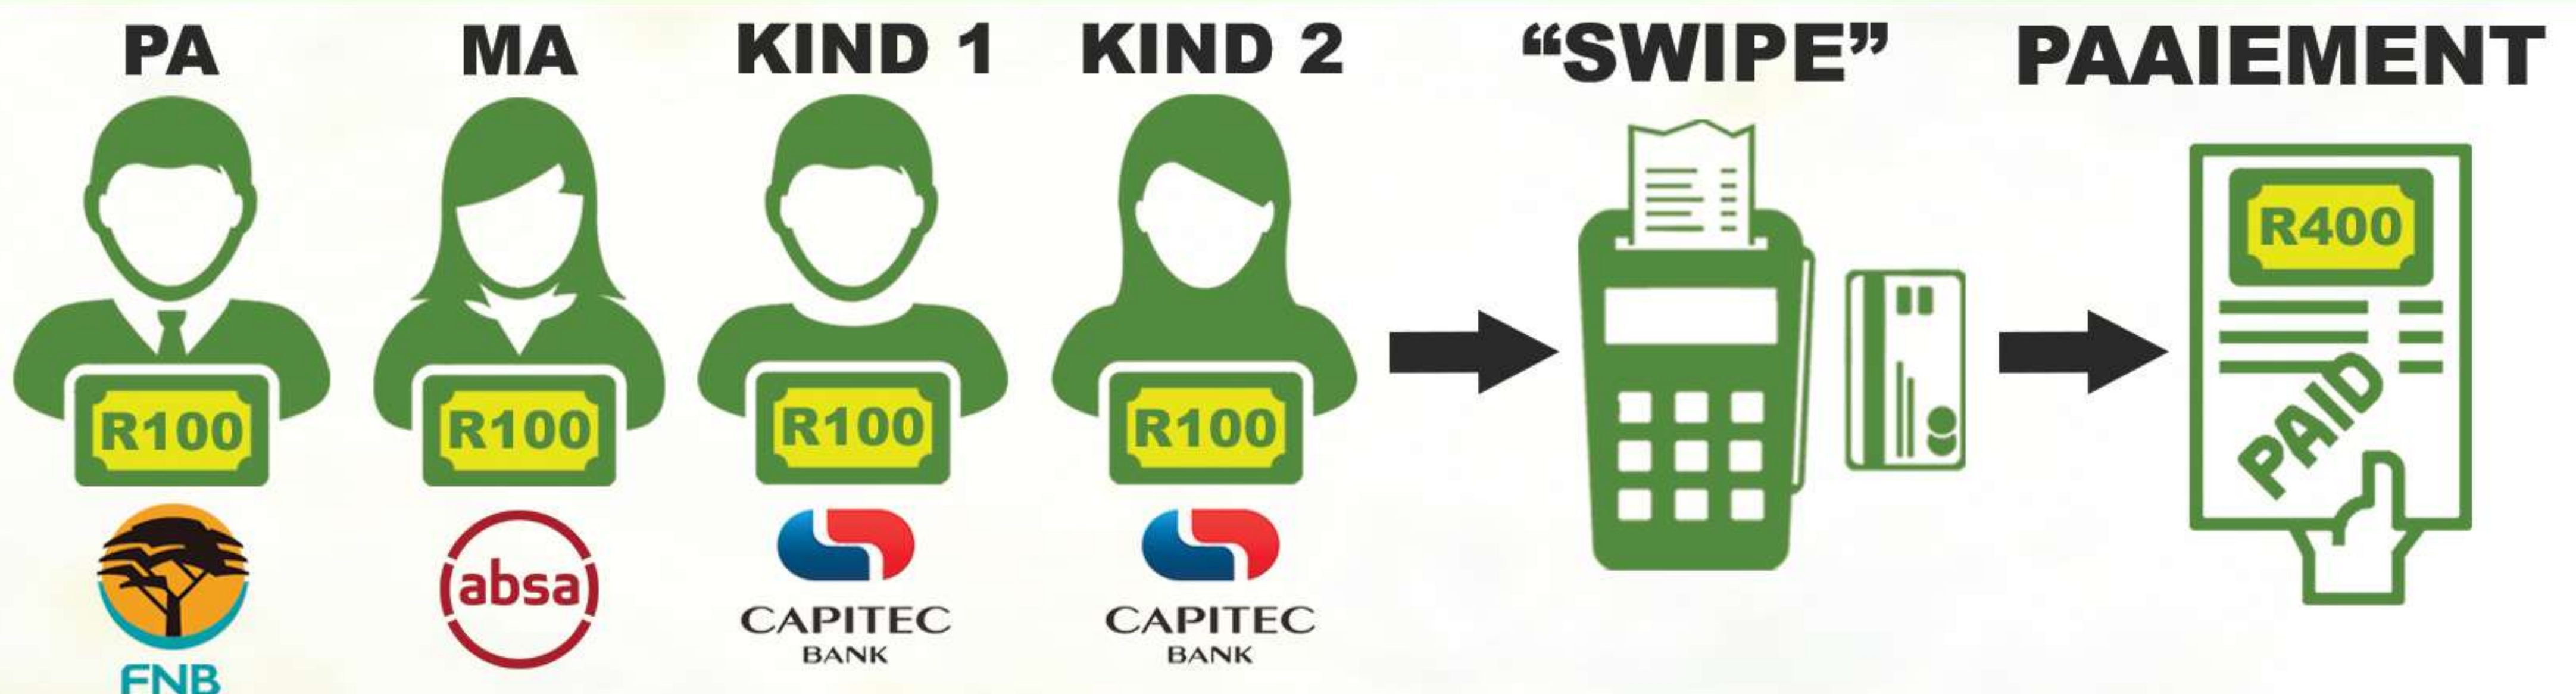 PA
MA
KIND 1
KIND 2
“SWIPE”
PAAIEMENT
R100
R100
R100
R100
R400
PAID
FNB
absa
CAPITEC
BANK
CAPITEC
BANK